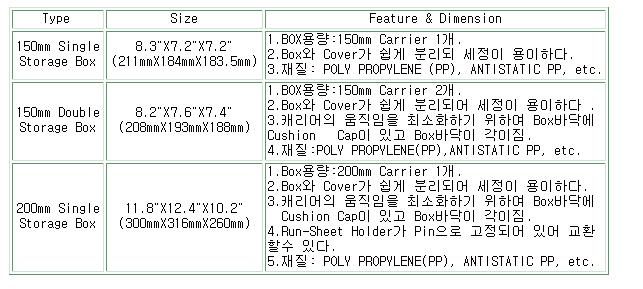 Type Size Feature & Dimension
150mm Single
Storage Box
8.3"X7.2"X7.2"
(211mmX184mmX183.5mm)
1.BOX용량:150mm Carrier 1개.
2.Box와 Cover가 쉽게 분리되 세정이 용이하다.
3.재질: POLY PROPYLENE (PP), ANTISTATIC PP, etc.
150mm Double
Storage Box
8.2"X7.6"X7.4"
(208mmX193mmX188mm)
1.BOX용량:150mm Carrier 2개.
2.Box와 Cover가 쉽게 분리되어 세정이 용이하다 .
3.캐리어의 움직임을 최소화하기 위하여 Box바닥에
Cushion Cap이 있고 Box바닥이 각이짐.
4.재질:POLY PROPYLENE(PP),ANTISTATIC PP, etc.
200mm Single
Storage Box
11.8"X12.4"X10.2"
(300mmX316mmX260mm)
1.Box용량:200mm Carrier 1개.
2.Box와 Cover가 쉽게 분리되어 세정이 용이하다.
3.캐리어의 움직임을 최소화하기 위하여 Box바닥에
Cushion Cap이 있고 Box바닥이 각이짐.
4.Run-Sheet Holder가 Pin으로 고정되어 있어 교환
할수 있다.
5.재질: POLY PROPYLENE(PP), ANTISTATIC PP, etc.